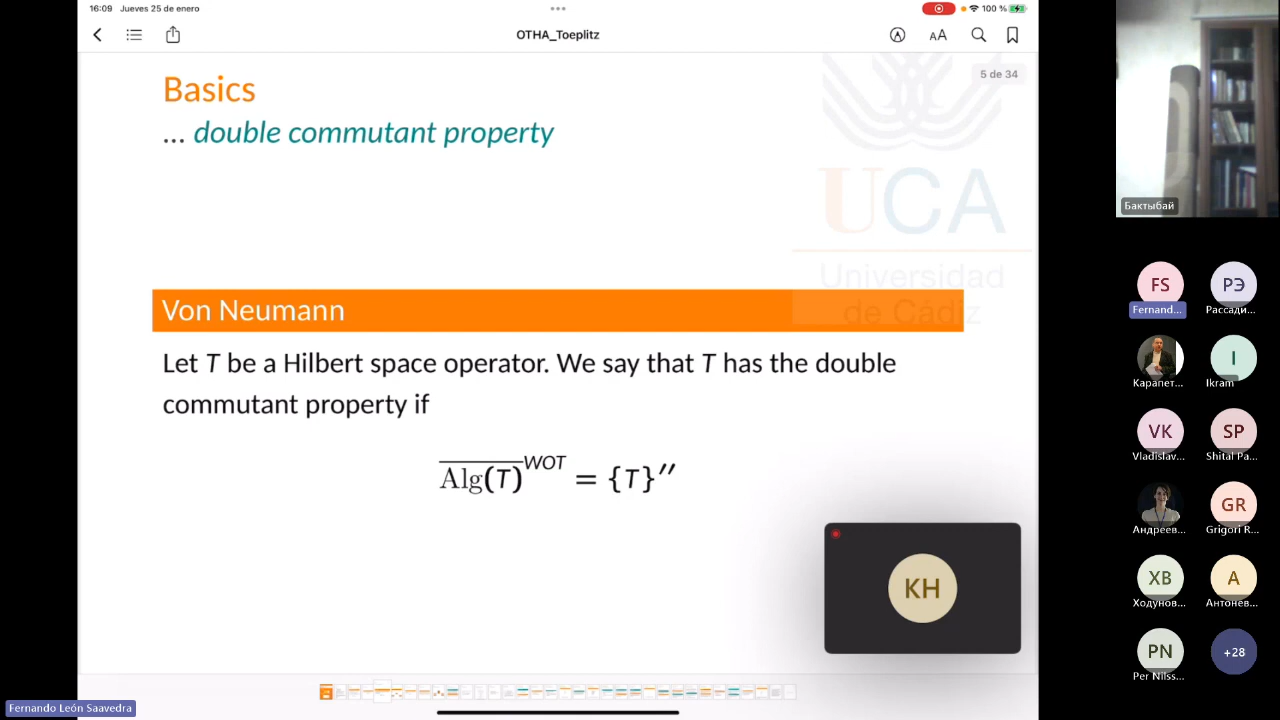 16:09 Jueves 25 de enero
100 %
OTHA_Toeplitz
AA
5 de 34
Basics
... double commutant property
UCA
Universidad
de Cádiz
Von Neumann
Let T be a Hilbert space operator. We say that T has the double
commutant property if
Alg(T)^WOT = {T}′′
KH
Бактыбай
FS
Fernand...
РЭ
Рассади...
Карапет...
I
Ikram
VK
Vladislav...
SP
Shital Pa...
Андреев...
GR
Grigori R...
ХВ
Ходунов...
А
Антонев...
PN
Per Nilss...
+28
Fernando León Saavedra